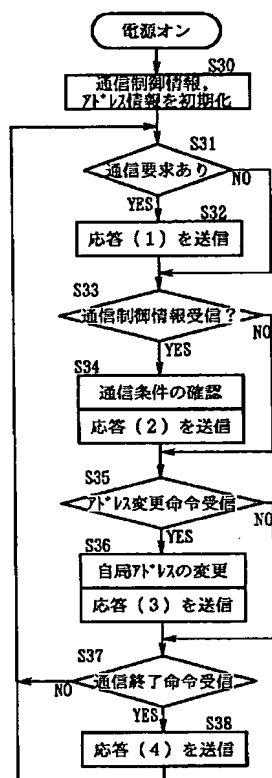 電源オン
S30
通信制御情報,
アドレス情報を初期化
S31
通信要求あり
NO
YES
S32
応答(1)を送信
S33
通信制御情報受信?
NO
YES
S34
通信条件の確認
応答(2)を送信
S35
アドレス変更命令受信
NO
YES
S36
自局アドレスの変更
応答(3)を送信
S37
通信終了命令受信
NO
YES
S38
応答(4)を送信